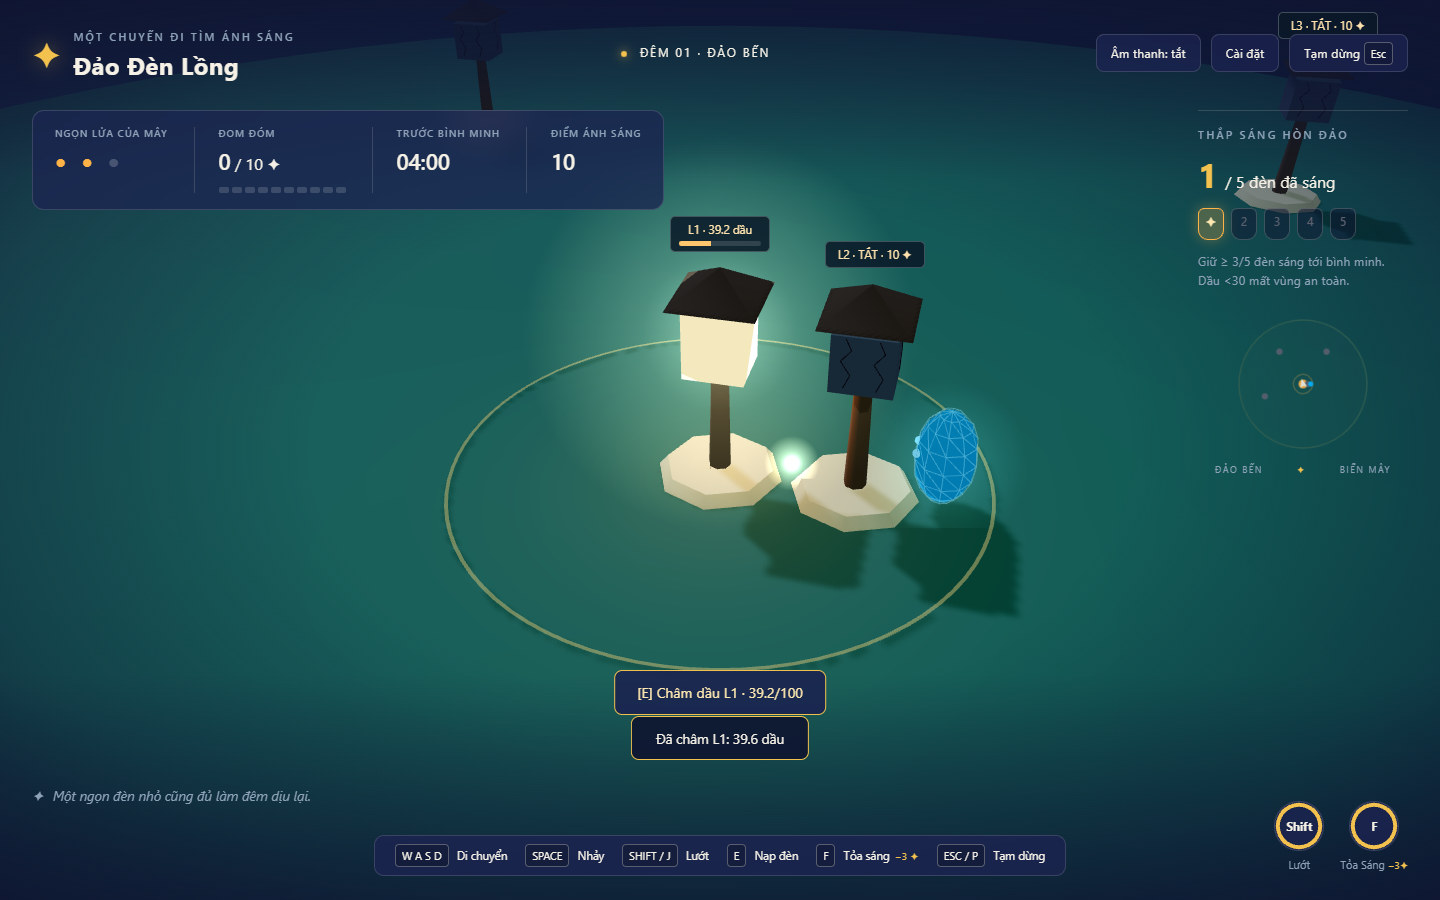 MỘT CHUYẾN ĐI TÌM ÁNH SÁNG
Đảo Đèn Lồng
ĐÊM 01 · ĐẢO BẾN
L3 · TẮT · 10 ✦
Âm thanh: tắt
Cài đặt
Tạm dừng Esc
NGỌN LỬA CỦA MÂY
ĐOM ĐÓM
0 / 10 ✦
TRƯỚC BÌNH MINH
04:00
ĐIỂM ÁNH SÁNG
10
THẮP SÁNG HÒN ĐẢO
1 / 5 đèn đã sáng
✦ 2 3 4 5
Giữ ≥ 3/5 đèn sáng tới bình minh.
Dầu <30 mất vùng an toàn.
ĐẢO BẾN ✦ BIỂN MÂY
L1 · 39.2 dầu
L2 · TẮT · 10 ✦
[E] Châm dầu L1 · 39.2/100
Đã châm L1: 39.6 dầu
✦ Một ngọn đèn nhỏ cũng đủ làm đêm dịu lại.
W A S D Di chuyển SPACE Nhảy SHIFT / J Lướt E Nạp đèn F Tỏa sáng −3 ✦ ESC / P Tạm dừng
Shift
Lướt
F
Tỏa Sáng −3✦